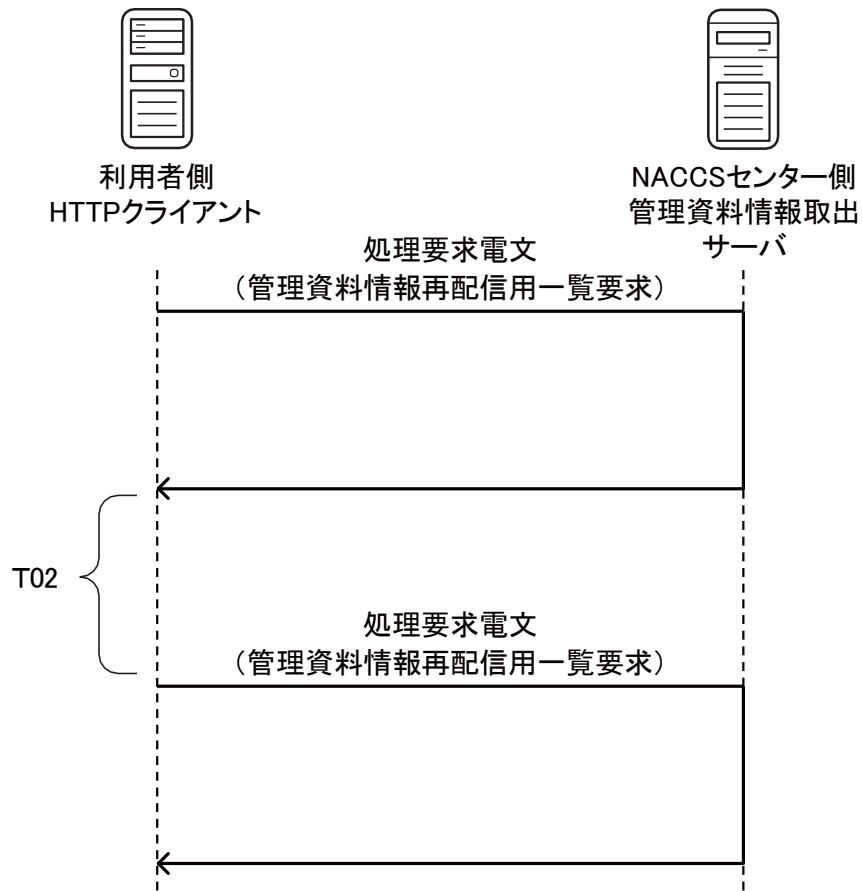 利用者側
HTTPクライアント
NACCSセンター側
管理資料情報取出
サーバ
処理要求電文
（管理資料情報再配信用一覧要求）
T02
処理要求電文
（管理資料情報再配信用一覧要求）